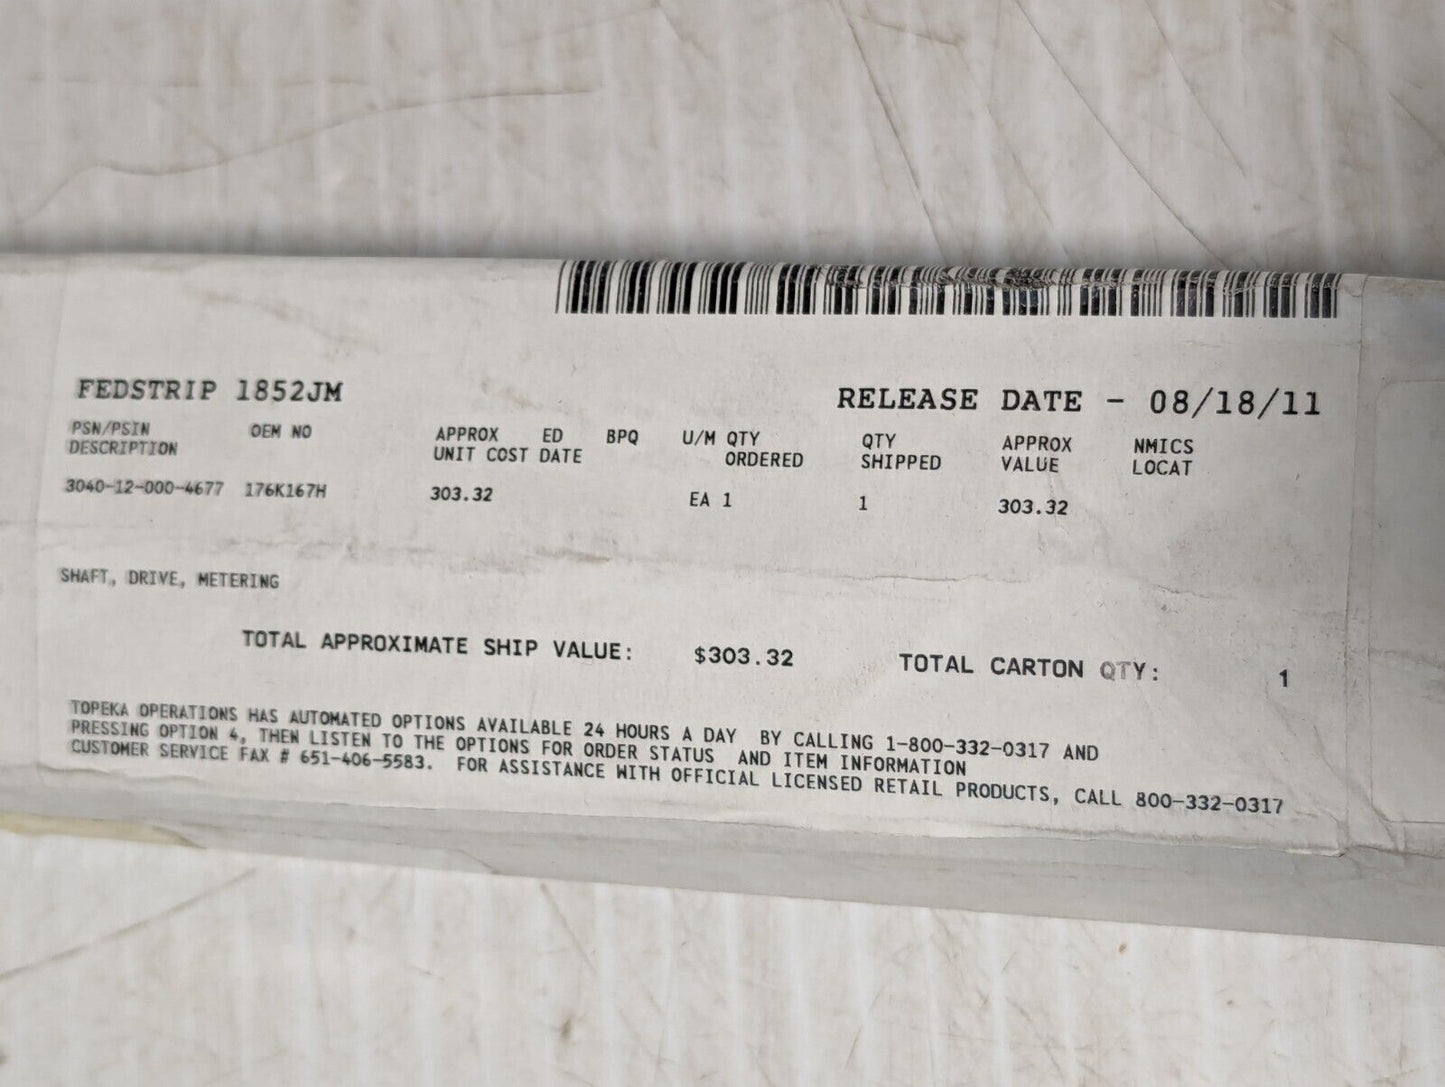 FEDSTRIP 1852JM RELEASE DATE - 08/18/11
PSN/PSIN OEM NO APPROX ED BPQ U/M QTY QTY APPROX NMICS
DESCRIPTION UNIT COST DATE ORDERED SHIPPED VALUE LOCAT
3040-12-000-4677 176K167H 303.32 EA 1 1 303.32
SHAFT, DRIVE, METERING
TOTAL APPROXIMATE SHIP VALUE: $303.32 TOTAL CARTON QTY: 1
TOPEKA OPERATIONS HAS AUTOMATED OPTIONS AVAILABLE 24 HOURS A DAY BY CALLING 1-800-332-0317 AND
PRESSING OPTION 4, THEN LISTEN TO THE OPTIONS FOR ORDER STATUS AND ITEM INFORMATION
CUSTOMER SERVICE FAX # 651-406-5583. FOR ASSISTANCE WITH OFFICIAL LICENSED RETAIL PRODUCTS, CALL 800-332-0317